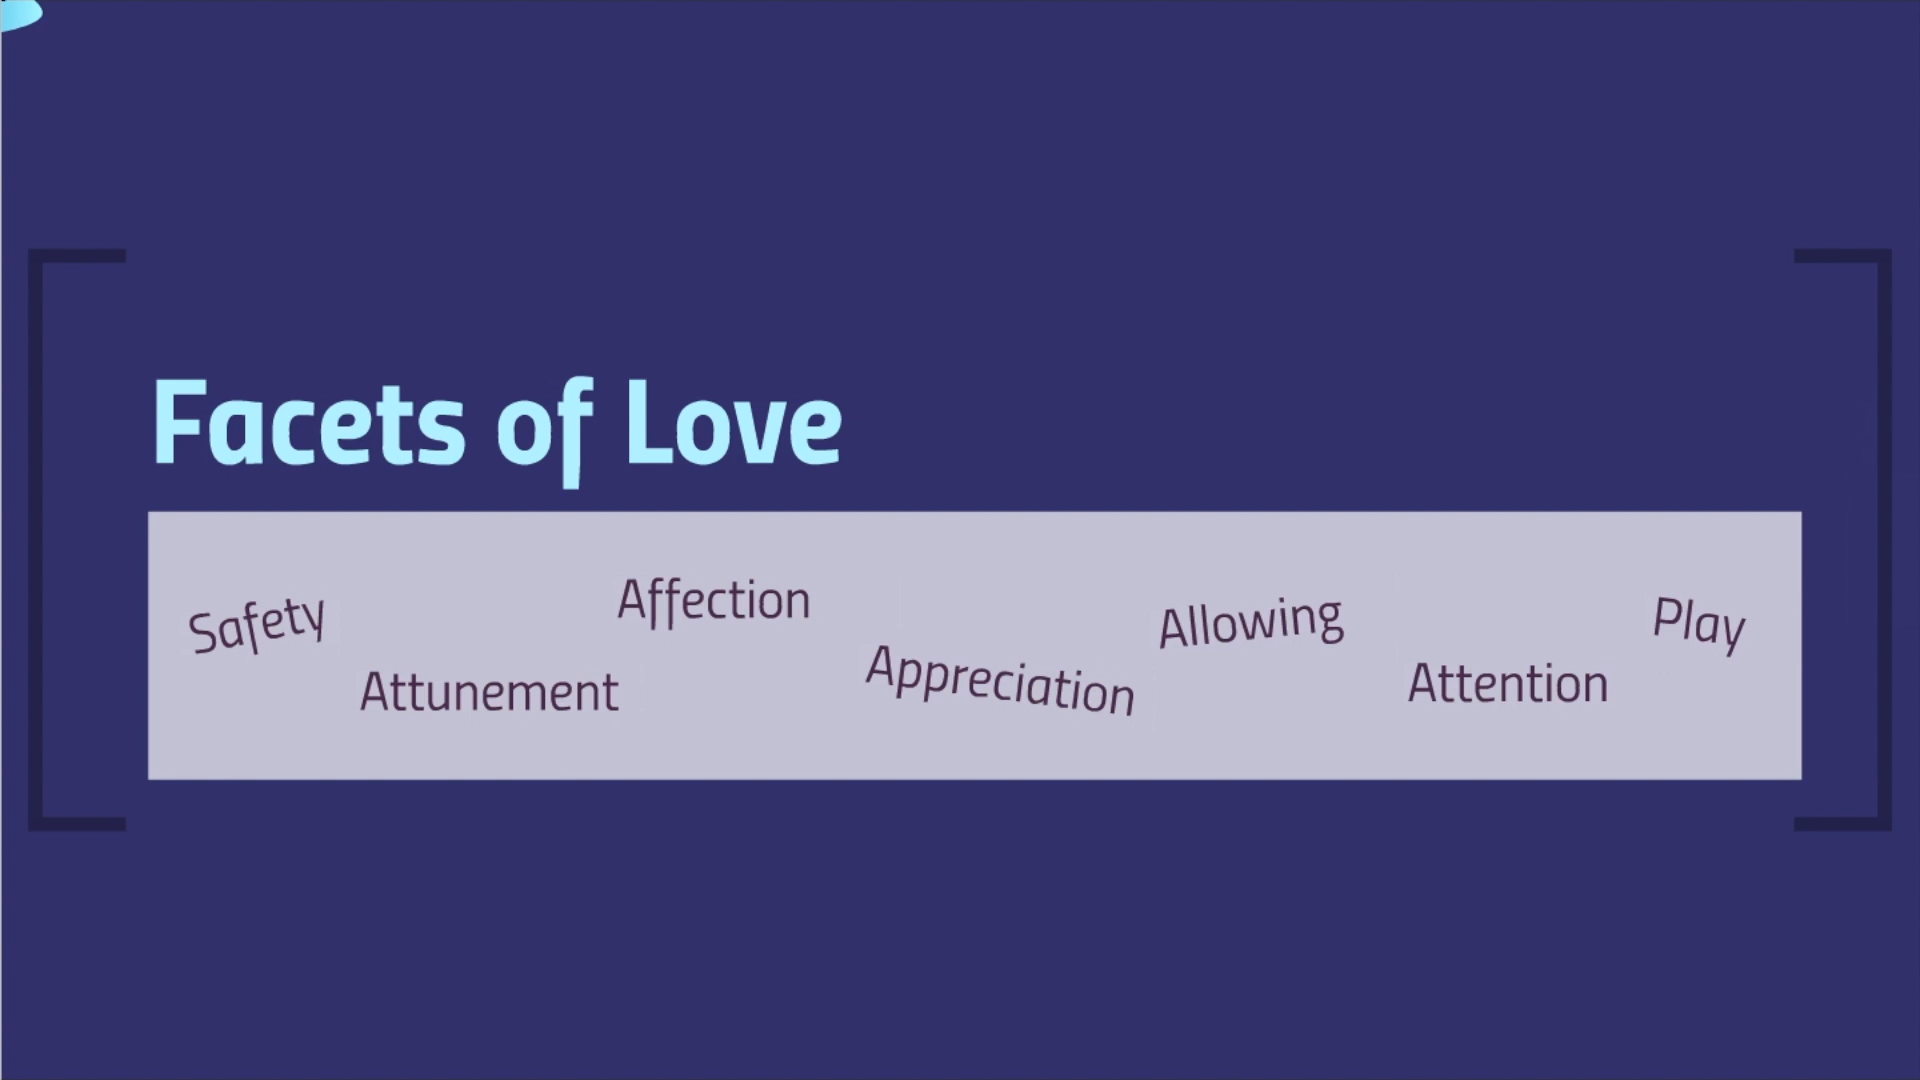 Facets of Love
Safety
Attunement
Affection
Appreciation
Allowing
Attention
Play